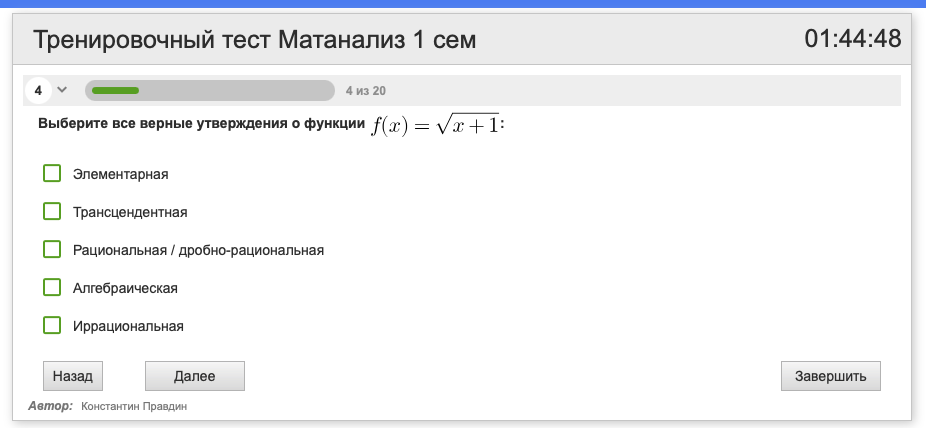 Тренировочный тест Матанализ 1 сем 01:44:48
4 4 из 20
Выберите все верные утверждения о функции f(x) = √(x + 1):
Элементарная
Трансцендентная
Рациональная / дробно-рациональная
Алгебраическая
Иррациональная
Назад Далее Завершить
Автор: Константин Правдин